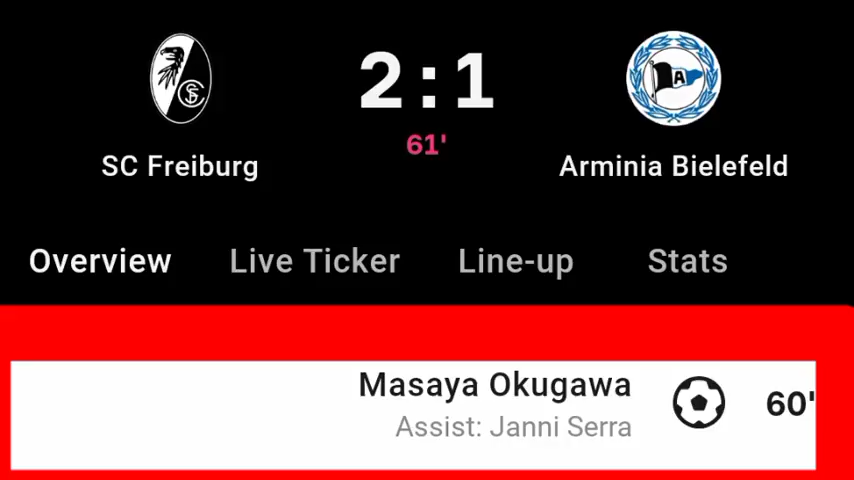 2:1
61'
SC Freiburg
Arminia Bielefeld
A
Overview Live Ticker Line-up Stats
Masaya Okugawa
60'
Assist: Janni Serra